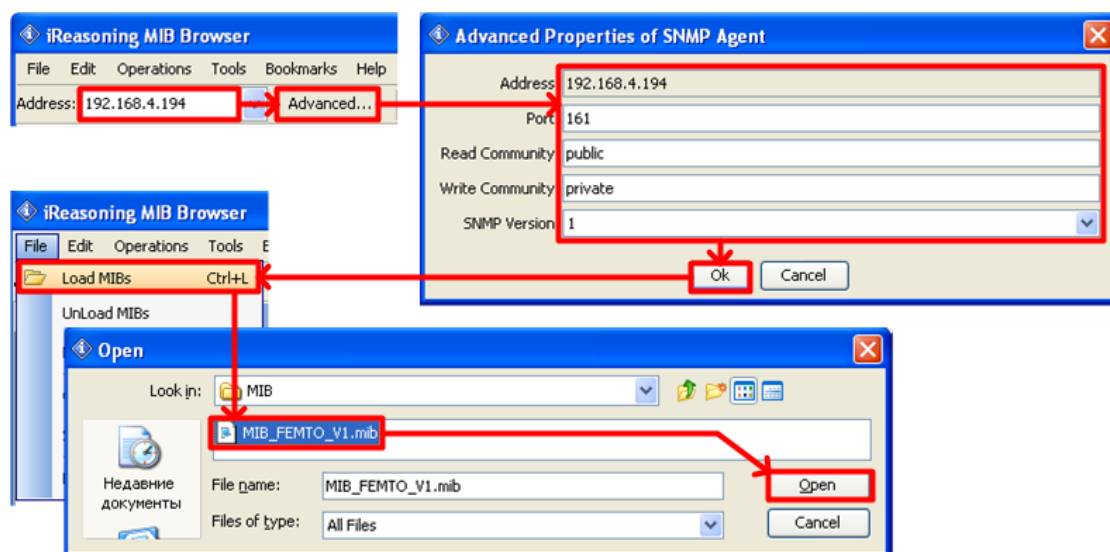 iReasoning MIB Browser
File Edit Operations Tools Bookmarks Help
Address: 192.168.4.194 Advanced...
Advanced Properties of SNMP Agent
Address 192.168.4.194
Port 161
Read Community public
Write Community private
SNMP Version 1
Ok Cancel
iReasoning MIB Browser
File Edit Operations Tools
Load MIBs Ctrl+L
UnLoad MIBs
Open
Look in: MIB
MIB_FEMTO_V1.mib
Недавние
документы
File name: MIB_FEMTO_V1.mib Open
Files of type: All Files Cancel